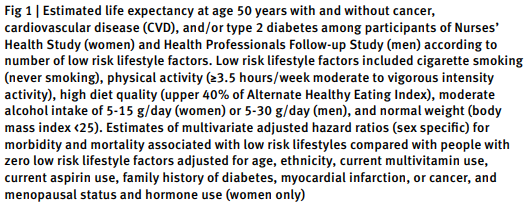 Fig 1 | Estimated life expectancy at age 50 with and without cancer,
cardiovascular disease (CVD), and/or type 2 diabetes among participants of Nurses’
Health Study (women) and Health Professionals Follow-up Study (men) according to
number of low risk lifestyle factors. Low risk lifestyle factors included cigarette smoking
(never smoking), physical activity (≥3.5 hours/week moderate to vigorous intensity
activity), high diet quality (upper 40% of Alternate Healthy Eating Index), moderate
alcohol intake of 5-15 g/day (women) or 5-30 g/day (men), and normal weight (body
mass index <25). Estimates of multivariate adjusted hazard ratios (sex specific) for
morbidity and mortality associated with low risk lifestyles compared with people with
zero low risk lifestyle factors adjusted for age, ethnicity, current multivitamin use,
current aspirin use, family history of diabetes, myocardial infarction, or cancer, and
menopausal status and hormone use (women only)